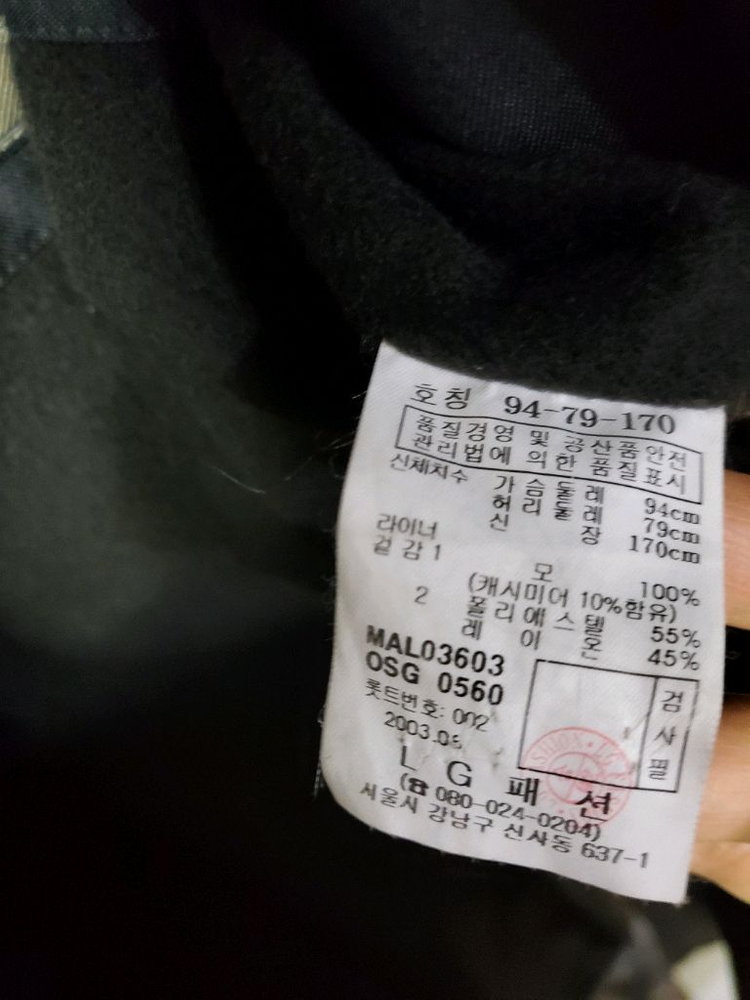 호칭 94-79-170
품질경영 및 공산품안전
관리법에 의한 품질표시
신체치수 가슴둘레 94cm
허리둘레 79cm
신장 170cm
라이너
겉감1 모 100%
(캐시미어 10%함유)
2 폴리에스텔 55%
레이온 45%
MAL03603
OSG 0560
롯트번호: 002
검사필
LG패션
(☎ 080-024-0204)
서울시 강남구 신사동 637-1